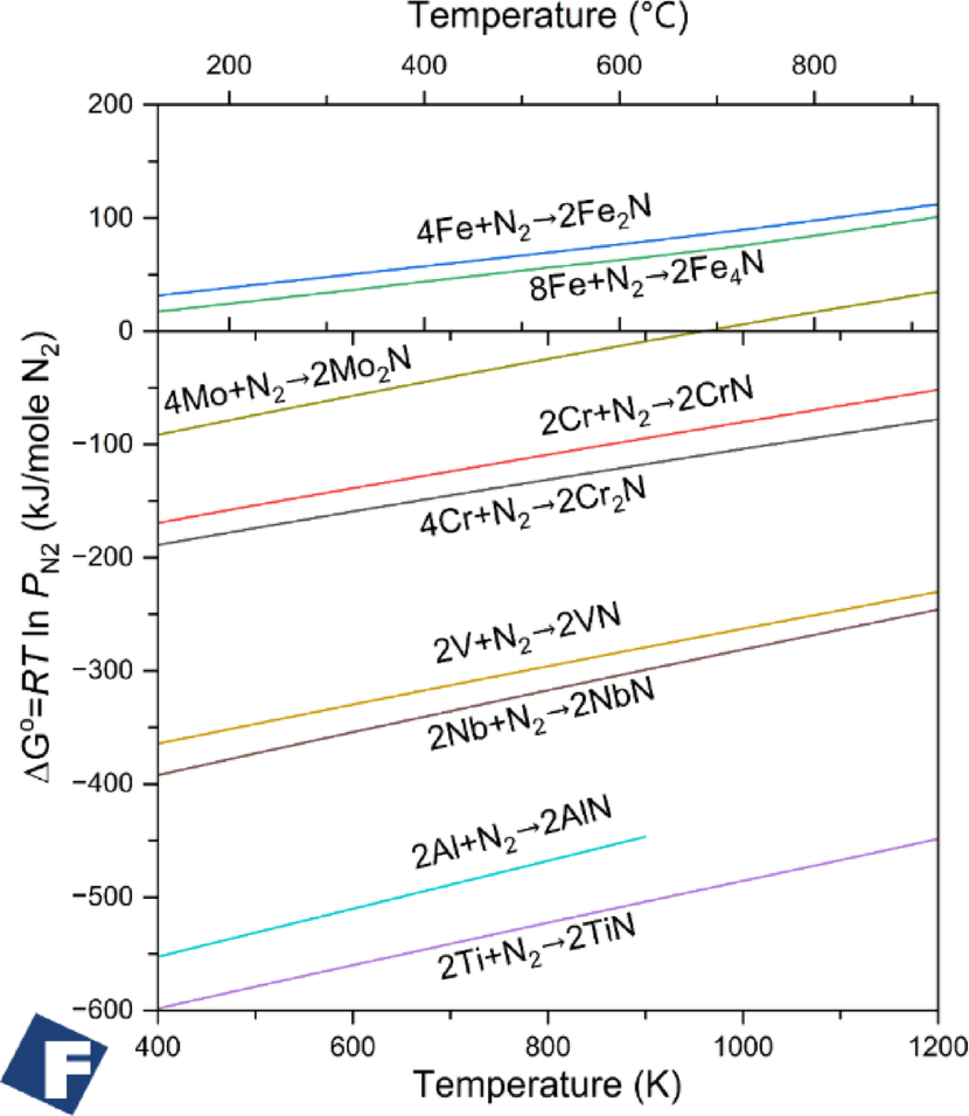 Temperature (°C)
200 400 600 800
200
100
0
−100
−200
−300
−400
−500
−600
ΔG°=RT ln P_N2 (kJ/mole N₂)
4Fe+N₂→2Fe₂N
8Fe+N₂→2Fe₄N
4Mo+N₂→2Mo₂N
2Cr+N₂→2CrN
4Cr+N₂→2Cr₂N
2V+N₂→2VN
2Nb+N₂→2NbN
2Al+N₂→2AlN
2Ti+N₂→2TiN
400 600 800 1000 1200
Temperature (K)
F